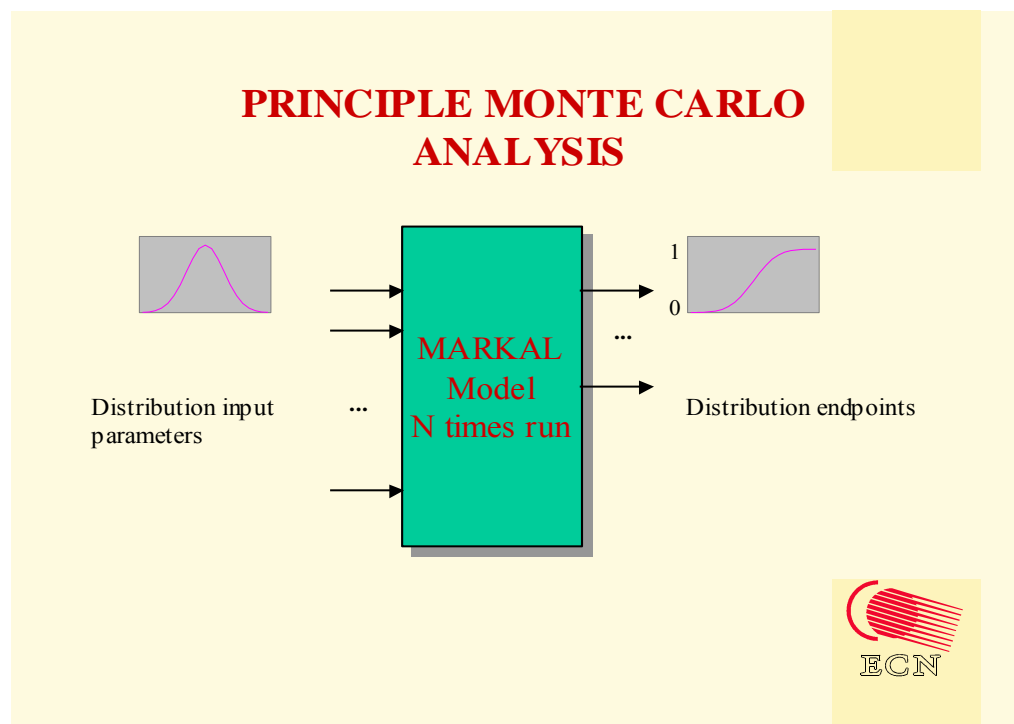 PRINCIPLE MONTE CARLO
ANALYSIS
1
0
...
MARKAL
Model
N times run
Distribution input
parameters
...
Distribution endpoints
ECN